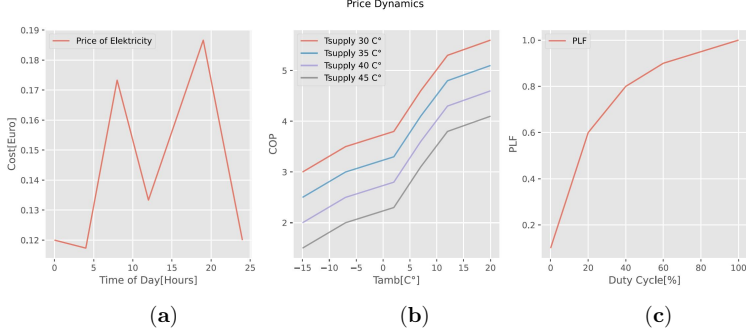 Price Dynamics
Price of Elektricity
Cost[Euro]
0.19
0.18
0.17
0.16
0.15
0.14
0.13
0.12
0 5 10 15 20 25
Time of Day[Hours]
(a)
Tsupply 30 C°
Tsupply 35 C°
Tsupply 40 C°
Tsupply 45 C°
COP
5
4
3
2
−15 −10 −5 0 5 10 15 20
Tamb[C°]
(b)
PLF
PLF
1.0
0.8
0.6
0.4
0.2
0 20 40 60 80 100
Duty Cycle[%]
(c)